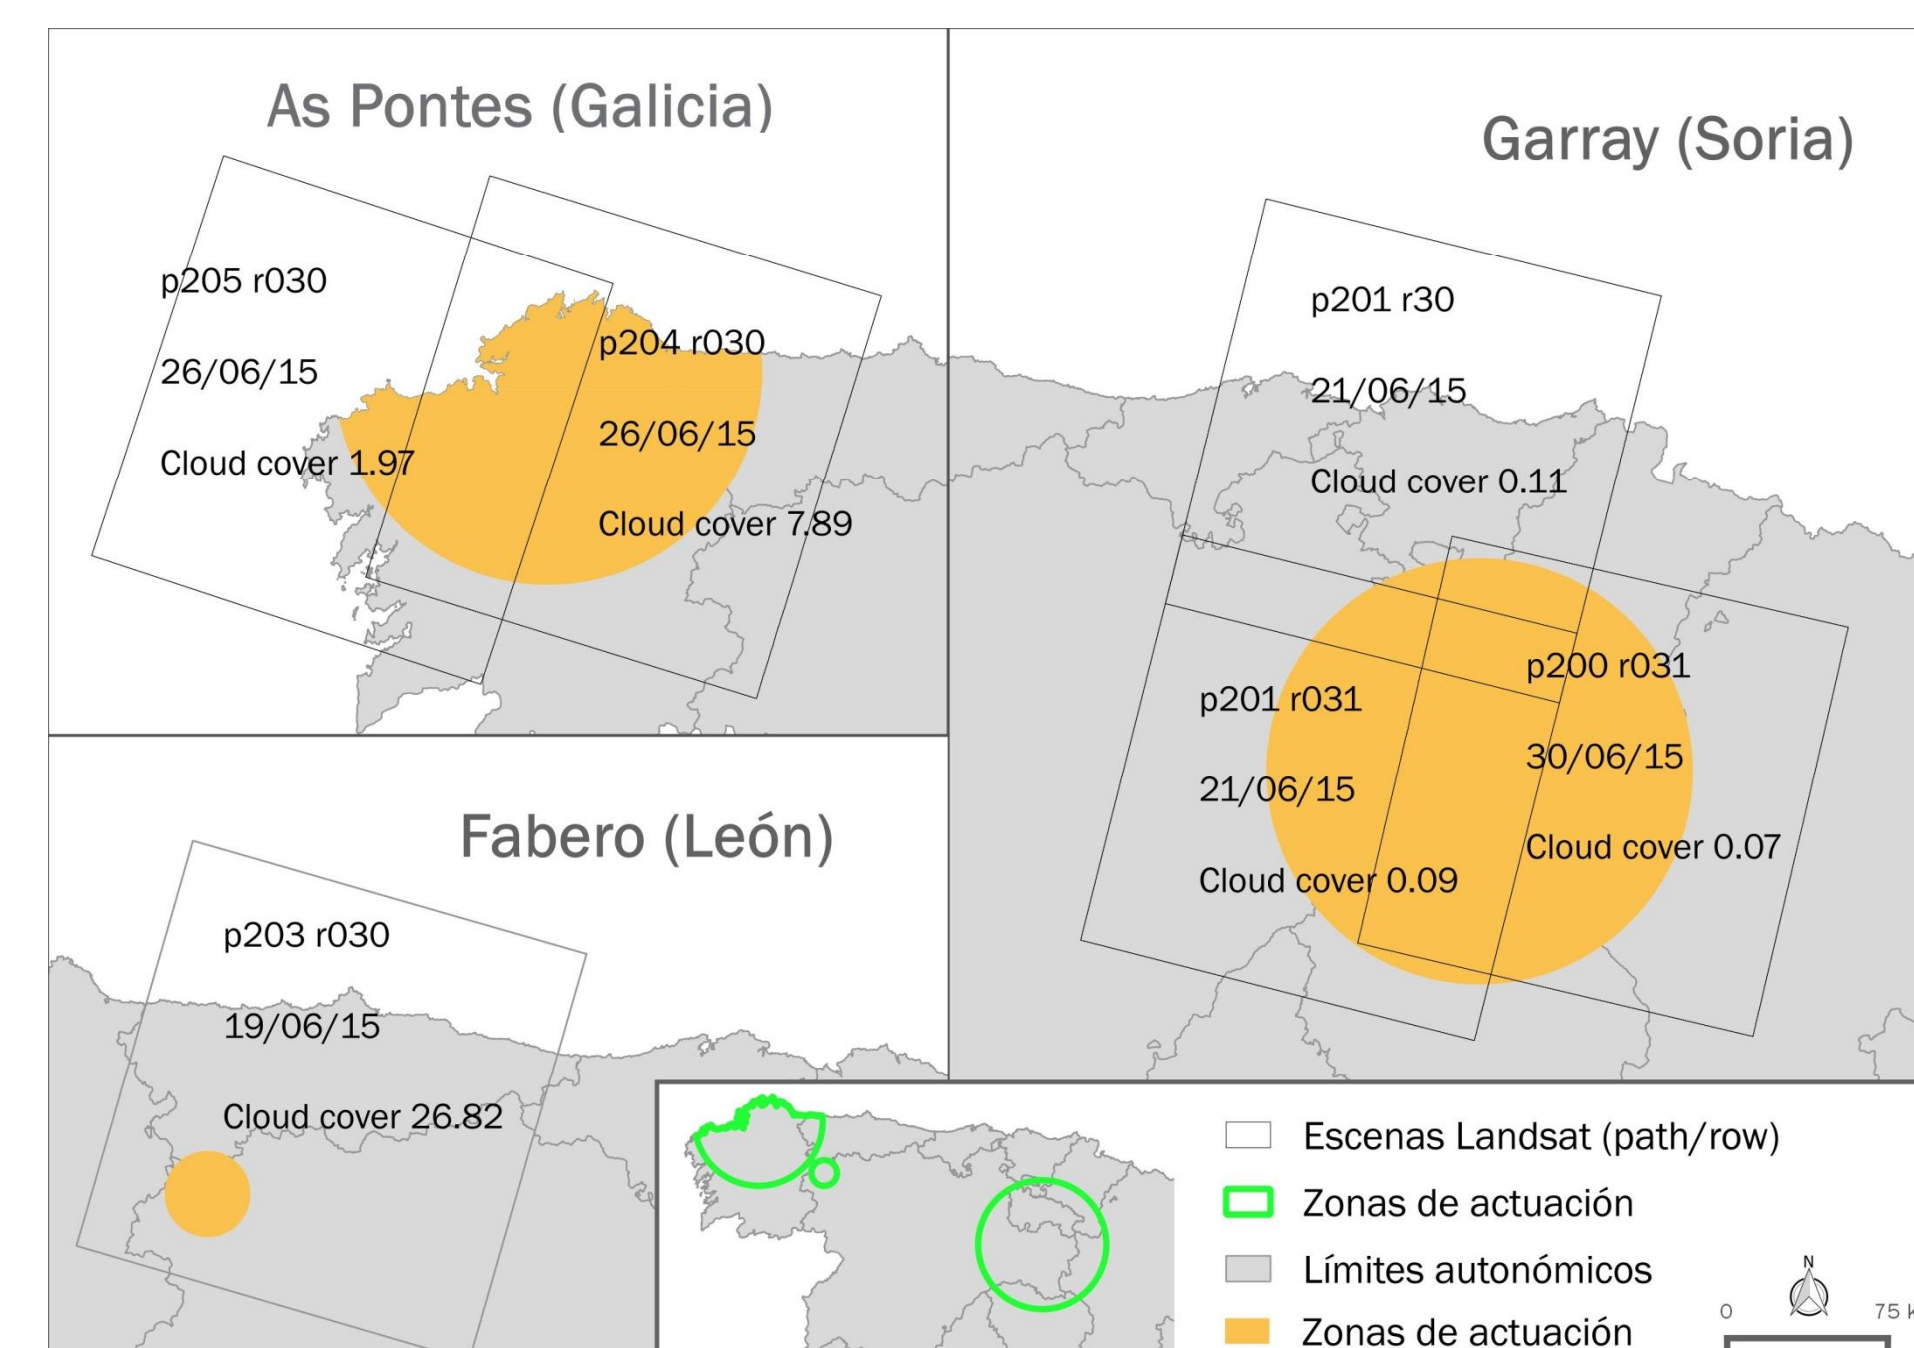 As Pontes (Galicia)
p205 r030
26/06/15
Cloud cover 1.97
p204 r030
26/06/15
Cloud cover 7.89
Garray (Soria)
p201 r30
21/06/15
Cloud cover 0.11
p201 r031
21/06/15
Cloud cover 0.09
p200 r031
30/06/15
Cloud cover 0.07
Fabero (León)
p203 r030
19/06/15
Cloud cover 26.82
Escenas Landsat (path/row)
Zonas de actuación
Límites autonómicos
Zonas de actuación
N
0 75 k